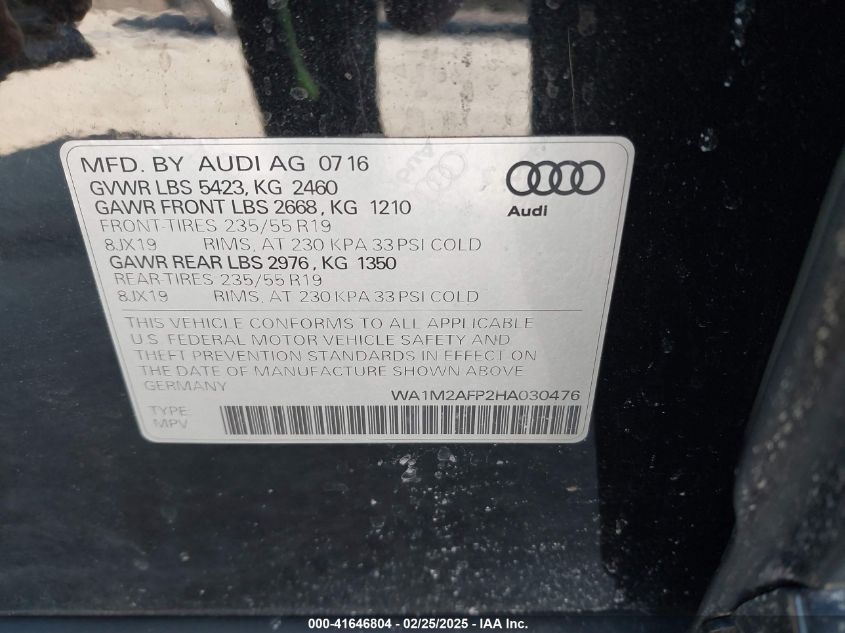 MFD. BY AUDI AG 07 16
GVWR LBS 5423, KG 2460
GAWR FRONT LBS 2668, KG 1210
FRONT-TIRES 235/55 R19
8JX19 RIMS, AT 230 KPA 33 PSI COLD
GAWR REAR LBS 2976, KG 1350
REAR-TIRES 235/55 R19
8JX19 RIMS, AT 230 KPA 33 PSI COLD
Audi
THIS VEHICLE CONFORMS TO ALL APPLICABLE
U.S. FEDERAL MOTOR VEHICLE SAFETY AND
THEFT PREVENTION STANDARDS IN EFFECT ON
THE DATE OF MANUFACTURE SHOWN ABOVE
GERMANY
WA1M2AFP2HA030476
TYPE
MPV
000-41646804 - 02/25/2025 - IAA Inc.